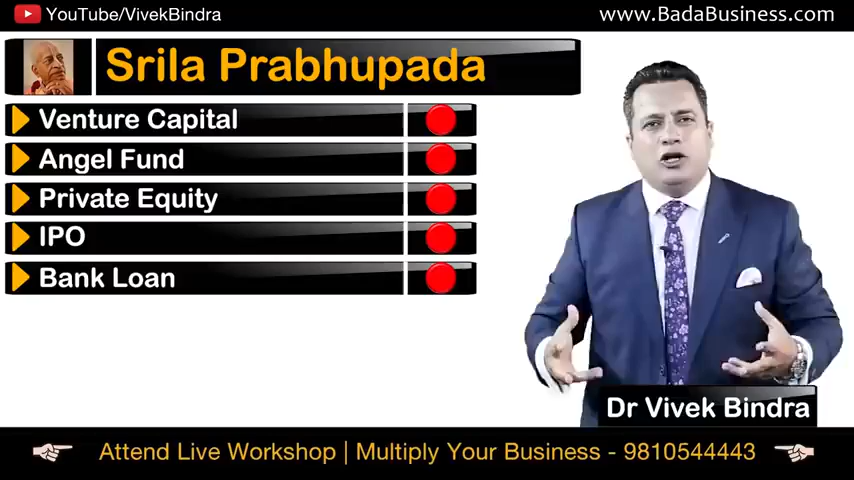 YouTube/VivekBindra
www.BadaBusiness.com
Srila Prabhupada
Venture Capital
Angel Fund
Private Equity
IPO
Bank Loan
Dr Vivek Bindra
Attend Live Workshop | Multiply Your Business - 9810544443